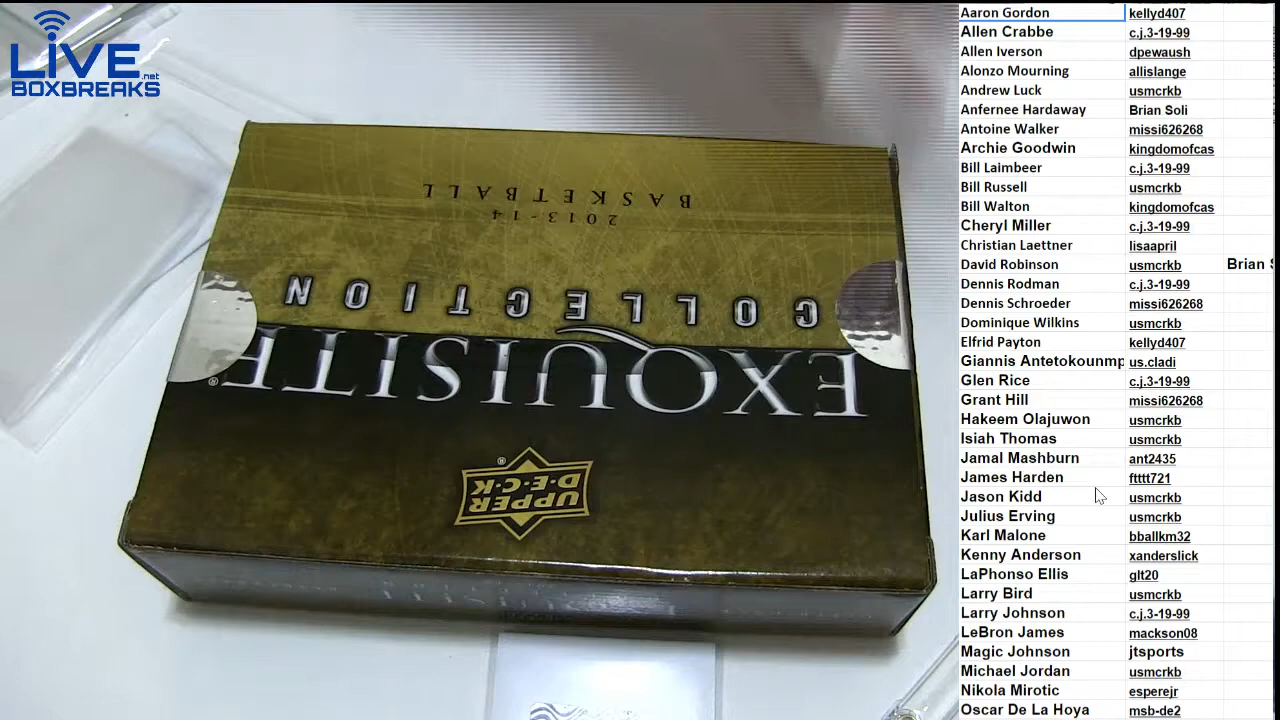 LiVE
.net
BOXBREAKS
BASKETBALL
2013-14
COLLECTION
EXQUISITE®
UPPER
D·E·C·K®
Aaron Gordon kellyd407
Allen Crabbe c.j.3-19-99
Allen Iverson dpewaush
Alonzo Mourning allislange
Andrew Luck usmcrkb
Anfernee Hardaway Brian Soli
Antoine Walker missi626268
Archie Goodwin kingdomofcas
Bill Laimbeer c.j.3-19-99
Bill Russell usmcrkb
Bill Walton kingdomofcas
Cheryl Miller c.j.3-19-99
Christian Laettner lisaapril
David Robinson usmcrkb Brian S
Dennis Rodman c.j.3-19-99
Dennis Schroeder missi626268
Dominique Wilkins usmcrkb
Elfrid Payton kellyd407
Giannis Antetokounmp us.cladi
Glen Rice c.j.3-19-99
Grant Hill missi626268
Hakeem Olajuwon usmcrkb
Isiah Thomas usmcrkb
Jamal Mashburn ant2435
James Harden ftttt721
Jason Kidd usmcrkb
Julius Erving usmcrkb
Karl Malone bballkm32
Kenny Anderson xanderslick
LaPhonso Ellis glt20
Larry Bird usmcrkb
Larry Johnson c.j.3-19-99
LeBron James mackson08
Magic Johnson jtsports
Michael Jordan usmcrkb
Nikola Mirotic esperejr
Oscar De La Hoya msb-de2